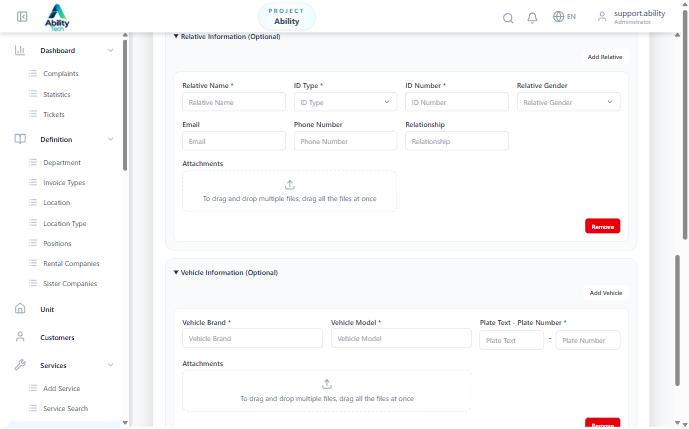 Ability
Tech
PROJECT
Ability
EN
support.ability
Administrator
Dashboard
Complaints
Statistics
Tickets
Definition
Department
Invoice Types
Location
Location Type
Positions
Rental Companies
Sister Companies
Unit
Customers
Services
Add Service
Service Search
Relative Information (Optional)
Add Relative
Relative Name * ID Type * ID Number * Relative Gender
Relative Name ID Type ID Number Relative Gender
Email Phone Number Relationship
Email Phone Number Relationship
Attachments
To drag and drop multiple files, drag all the files at once
Remove
Vehicle Information (Optional)
Add Vehicle
Vehicle Brand * Vehicle Model * Plate Text - Plate Number *
Vehicle Brand Vehicle Model Plate Text - Plate Number
Attachments
To drag and drop multiple files, drag all the files at once
Remove